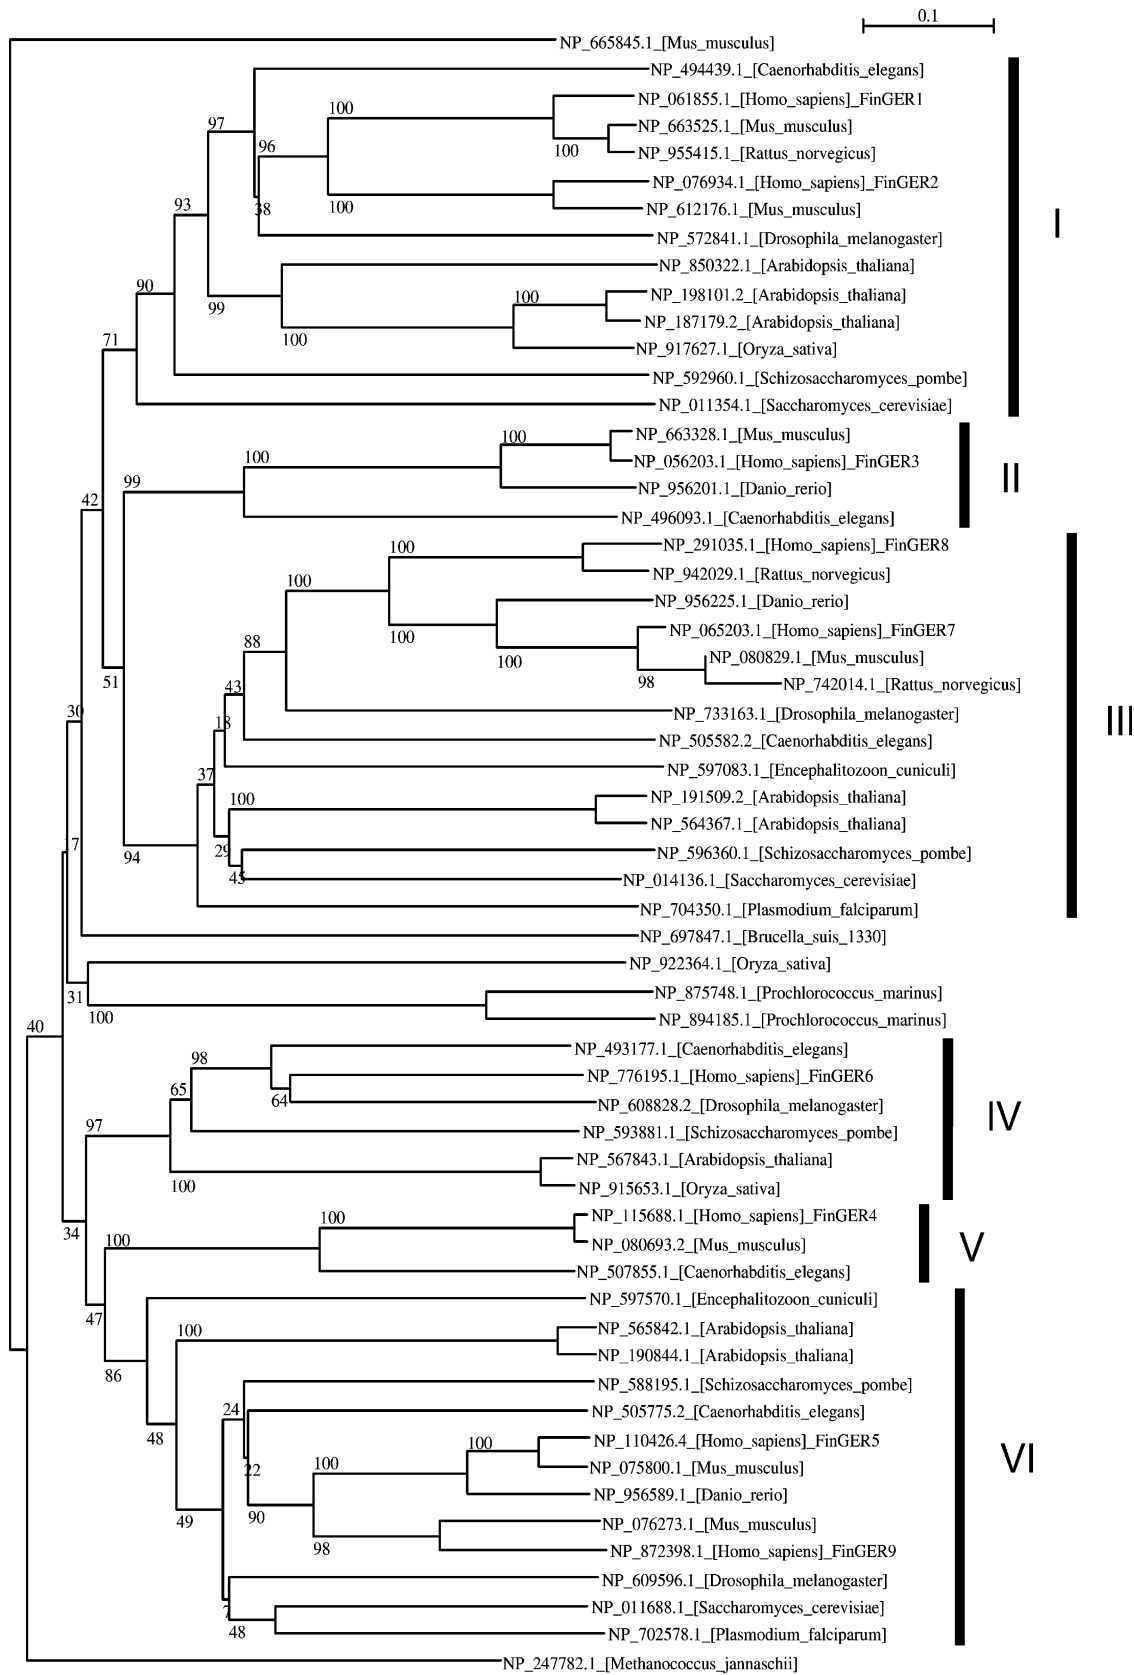 0.1
NP_665845.1_[Mus_musculus]
NP_494439.1_[Caenorhabditis_elegans]
NP_061855.1_[Homo_sapiens]_FinGER1
100
97
NP_663525.1_[Mus_musculus]
96
100
NP_955415.1_[Rattus_norvegicus]
NP_076934.1_[Homo_sapiens]_FinGER2
93
38
100
NP_612176.1_[Mus_musculus]
I
NP_572841.1_[Drosophila_melanogaster]
NP_850322.1_[Arabidopsis_thaliana]
90
100
NP_198101.2_[Arabidopsis_thaliana]
99
NP_187179.2_[Arabidopsis_thaliana]
71
100
NP_917627.1_[Oryza_sativa]
NP_592960.1_[Schizosaccharomyces_pombe]
NP_011354.1_[Saccharomyces_cerevisiae]
100
NP_663328.1_[Mus_musculus]
100
NP_056203.1_[Homo_sapiens]_FinGER3
II
99
NP_956201.1_[Danio_rerio]
42
NP_496093.1_[Caenorhabditis_elegans]
100
NP_291035.1_[Homo_sapiens]_FinGER8
100
NP_942029.1_[Rattus_norvegicus]
NP_956225.1_[Danio_rerio]
100
NP_065203.1_[Homo_sapiens]_FinGER7
88
100
NP_080829.1_[Mus_musculus]
51
43
98
NP_742014.1_[Rattus_norvegicus]
30
18
NP_733163.1_[Drosophila_melanogaster]
III
NP_505582.2_[Caenorhabditis_elegans]
37
NP_597083.1_[Encephalitozoon_cuniculi]
100
NP_191509.2_[Arabidopsis_thaliana]
NP_564367.1_[Arabidopsis_thaliana]
17
94
29
NP_596360.1_[Schizosaccharomyces_pombe]
45
NP_014136.1_[Saccharomyces_cerevisiae]
NP_704350.1_[Plasmodium_falciparum]
NP_697847.1_[Brucella_suis_1330]
NP_922364.1_[Oryza_sativa]
31
NP_875748.1_[Prochlorococcus_marinus]
100
NP_894185.1_[Prochlorococcus_marinus]
40
NP_493177.1_[Caenorhabditis_elegans]
98
NP_776195.1_[Homo_sapiens]_FinGER6
65
64
NP_608828.2_[Drosophila_melanogaster]
IV
97
NP_593881.1_[Schizosaccharomyces_pombe]
NP_567843.1_[Arabidopsis_thaliana]
100
NP_915653.1_[Oryza_sativa]
34
100
NP_115688.1_[Homo_sapiens]_FinGER4
100
NP_080693.2_[Mus_musculus]
V
NP_507855.1_[Caenorhabditis_elegans]
NP_597570.1_[Encephalitozoon_cuniculi]
47
100
NP_565842.1_[Arabidopsis_thaliana]
86
NP_190844.1_[Arabidopsis_thaliana]
NP_588195.1_[Schizosaccharomyces_pombe]
24
NP_505775.2_[Caenorhabditis_elegans]
48
100
NP_110426.4_[Homo_sapiens]_FinGER5
VI
22
100
NP_075800.1_[Mus_musculus]
NP_956589.1_[Danio_rerio]
49
90
NP_076273.1_[Mus_musculus]
98
NP_872398.1_[Homo_sapiens]_FinGER9
NP_609596.1_[Drosophila_melanogaster]
7
NP_011688.1_[Saccharomyces_cerevisiae]
48
NP_702578.1_[Plasmodium_falciparum]
NP_247782.1_[Methanococcus_jannaschii]